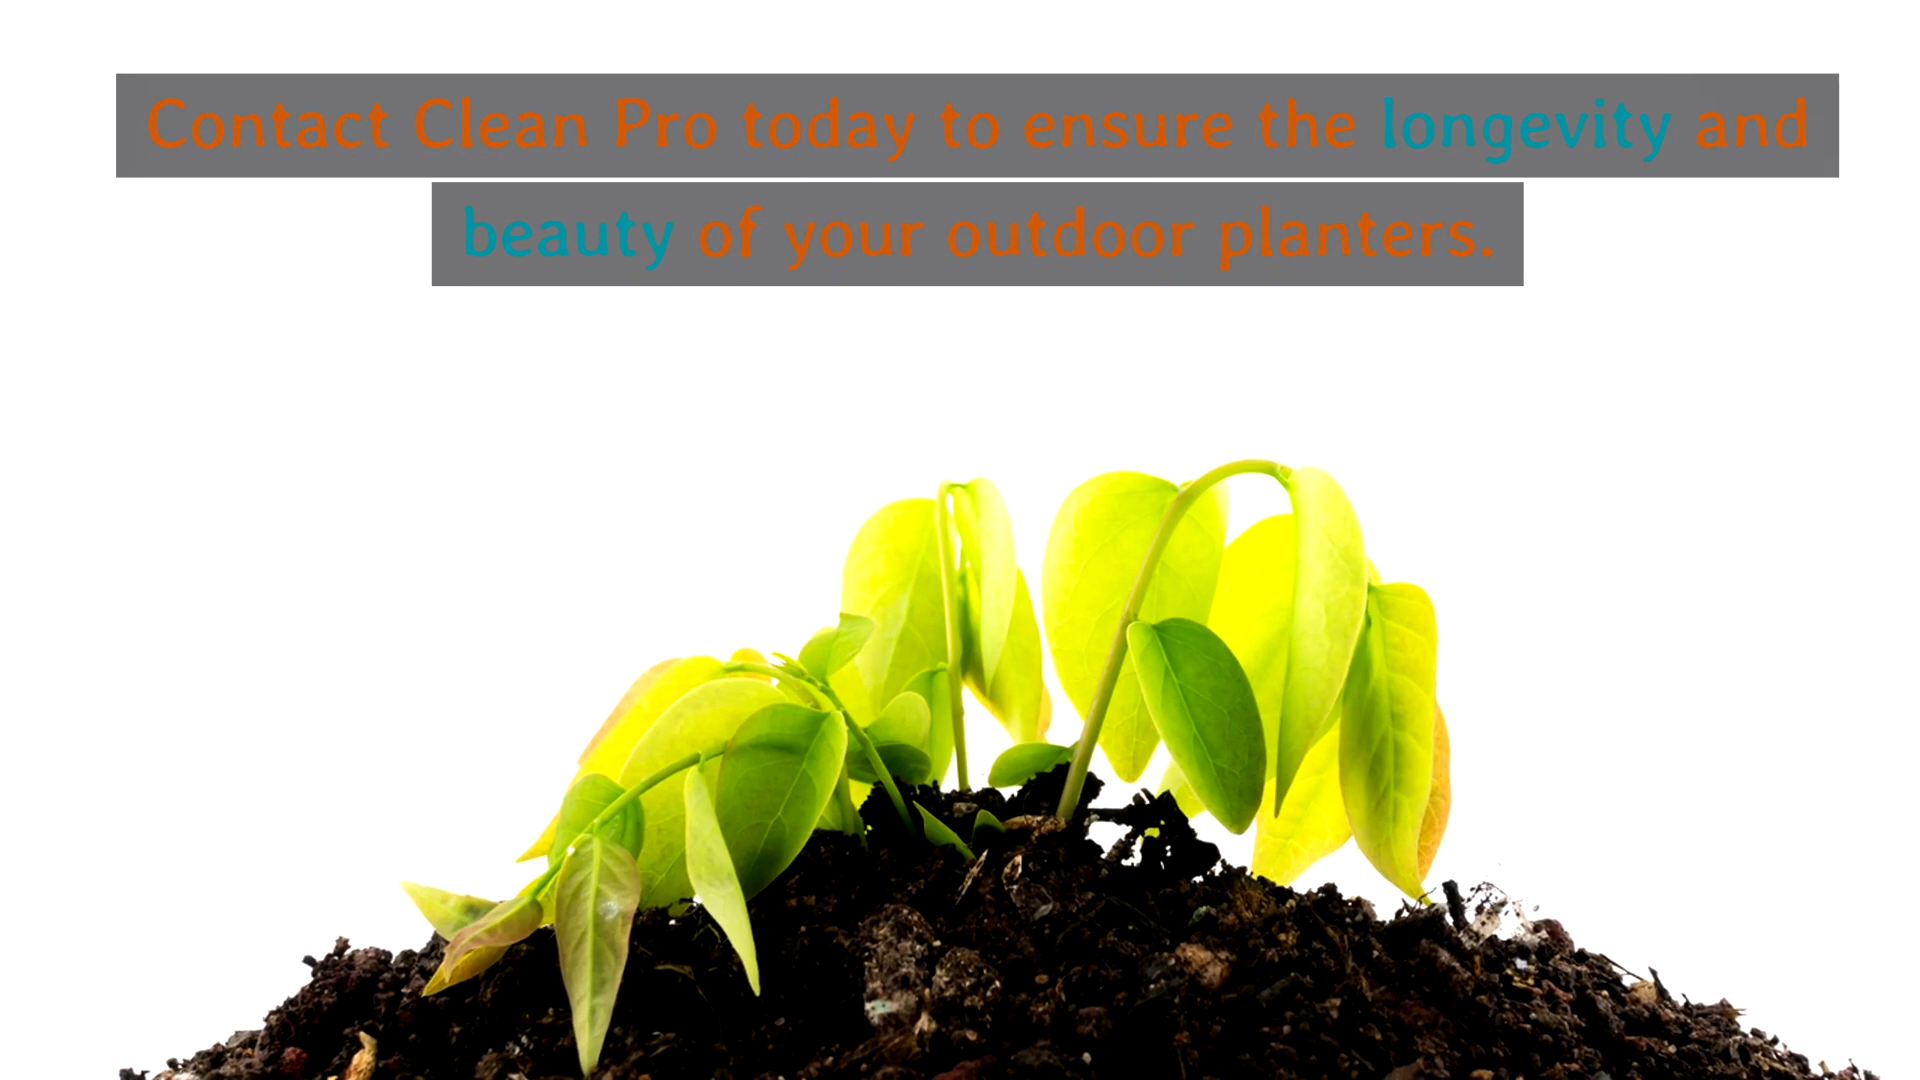 Contact Clean Pro today to ensure the longevity and
beauty of your outdoor planters.